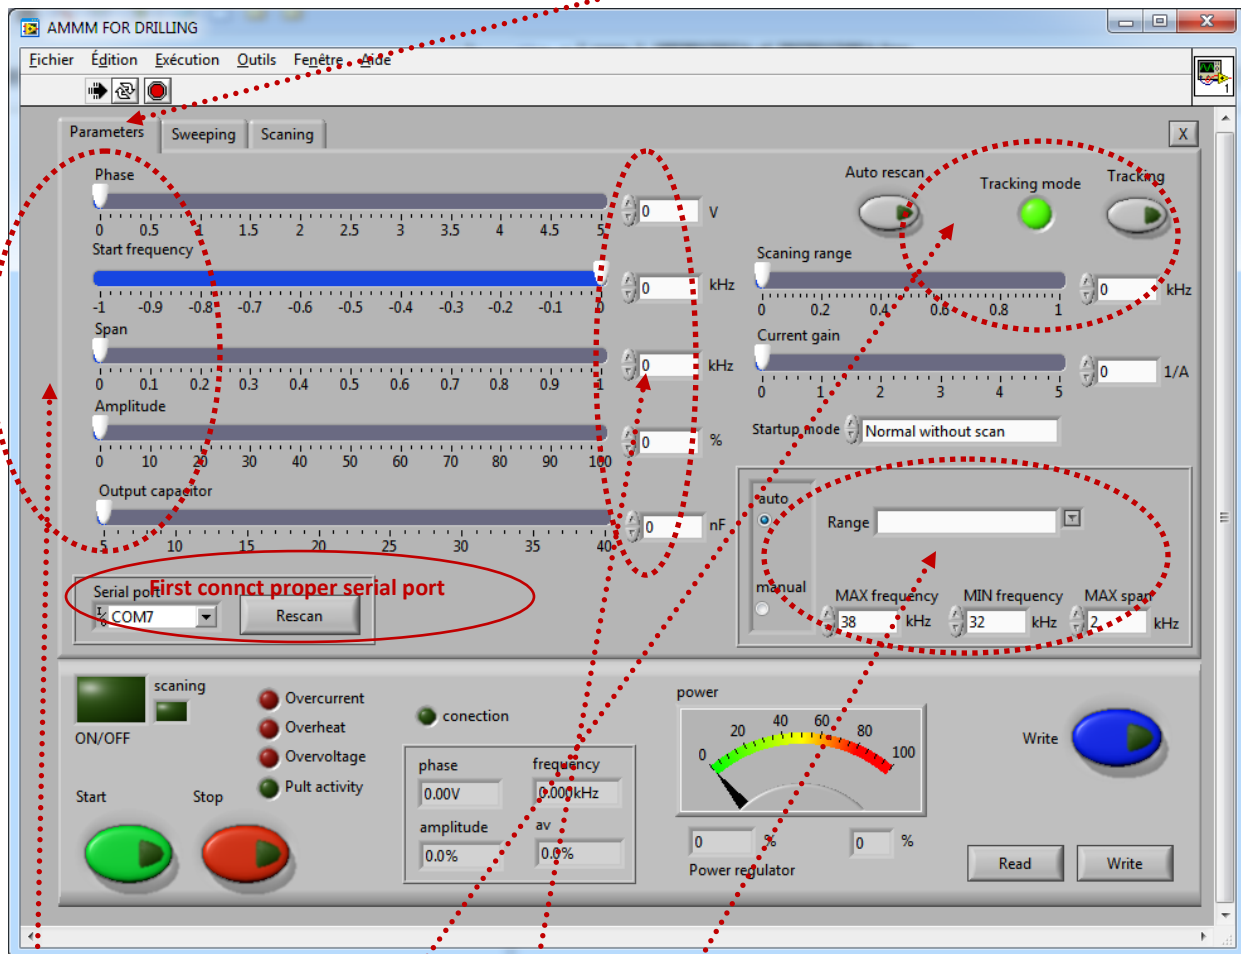 AMMM FOR DRILLING
Fichier Édition Exécution Outils Fenêtre Aide
1
Parameters Sweeping Scaning X
Phase
0 0.5 1 1.5 2 2.5 3 3.5 4 4.5 5
0 V
Start frequency
-1 -0.9 -0.8 -0.7 -0.6 -0.5 -0.4 -0.3 -0.2 -0.1 0
0 kHz
Span
0 0.1 0.2 0.3 0.4 0.5 0.6 0.7 0.8 0.9 1
0 kHz
Amplitude
0 10 20 30 40 50 60 70 80 90 100
0 %
Output capacitor
5 10 15 20 25 30 35 40
0 nF
Auto rescan Tracking mode Tracking
Scaning range
0 0.2 0.4 0.6 0.8 1
0 kHz
Current gain
0 1 2 3 4 5
0 1/A
Startup mode Normal without scan
auto
Range
manual
MAX frequency MIN frequency MAX span
38 kHz 32 kHz 2 kHz
First connct proper serial port
Serial port
COM7 Rescan
scaning
ON/OFF
Overcurrent
Overheat
Overvoltage
Pult activity
Start Stop
conection
phase frequency
0.00V 0.000kHz
amplitude av
0.0% 0.0%
power
0 20 40 60 80 100
0 % 0 %
Power regulator
Write
Read Write